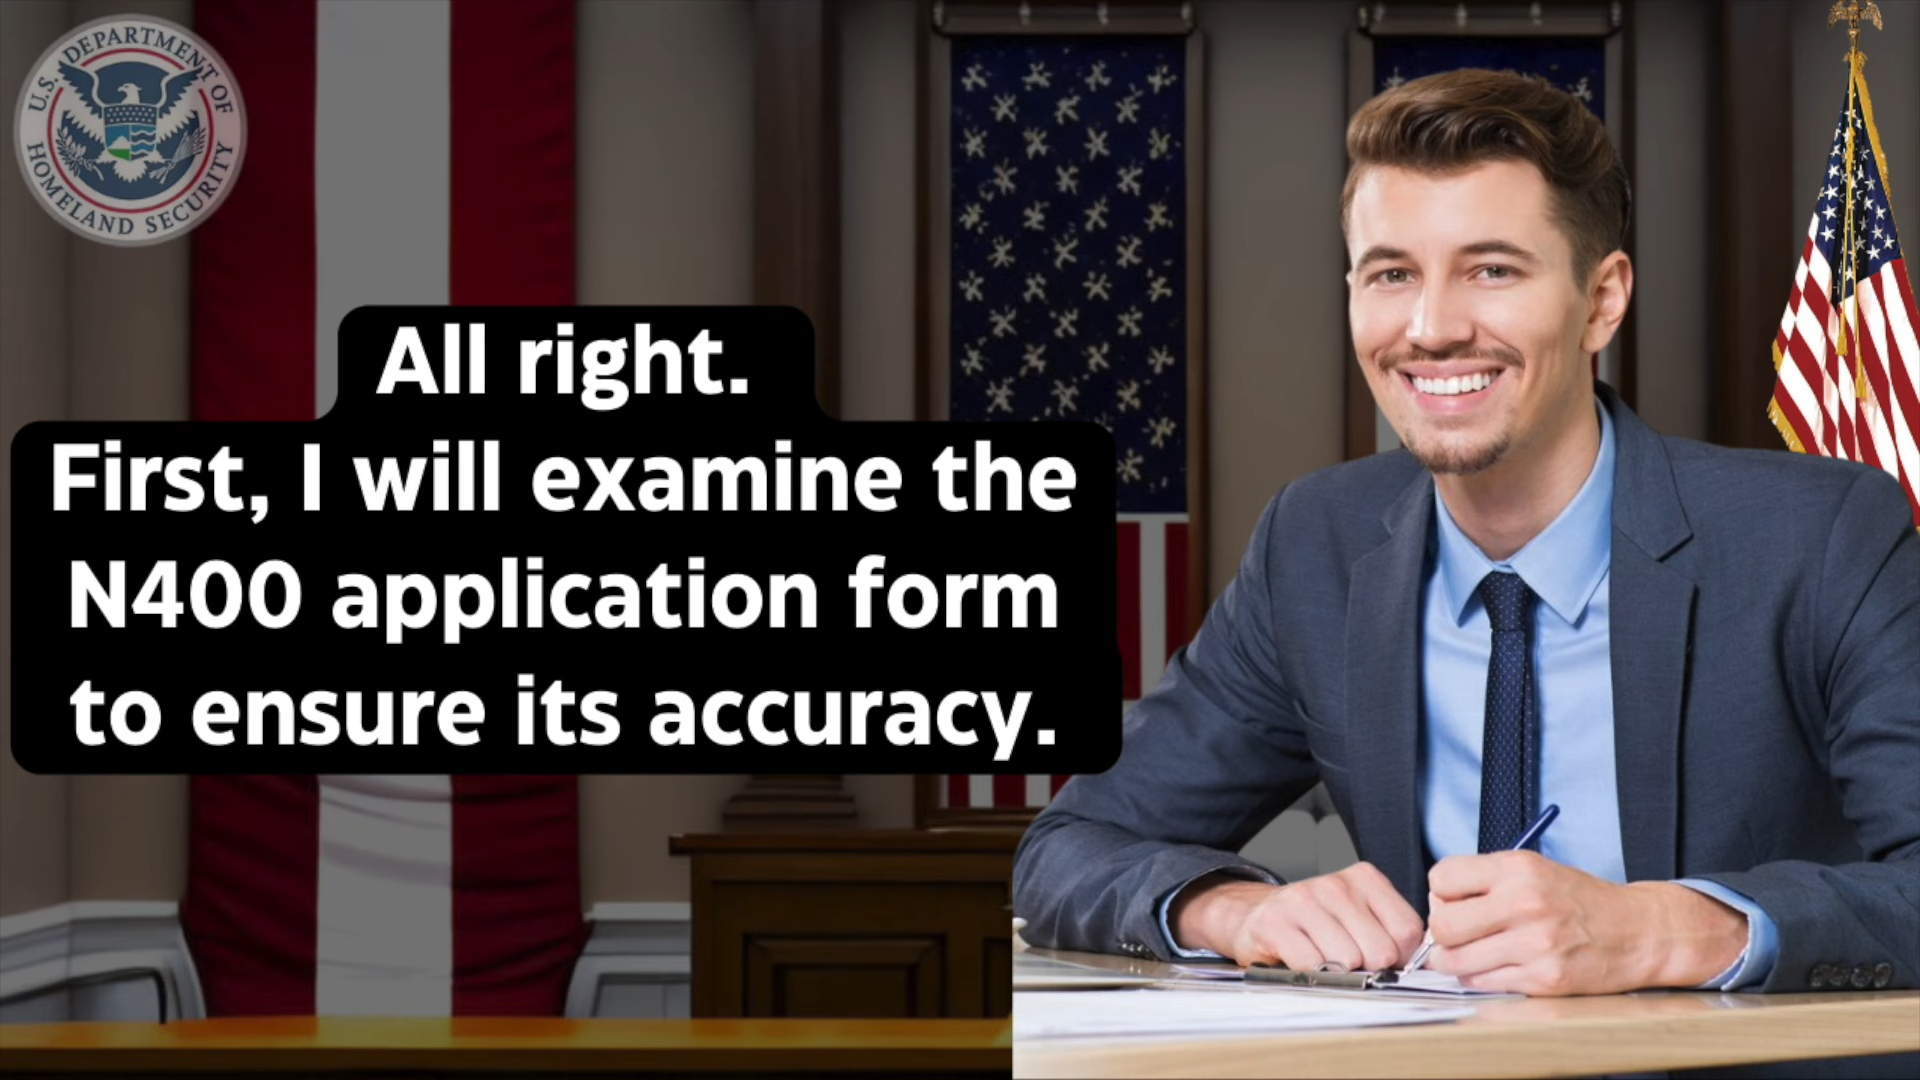 U.S. DEPARTMENT OF
HOMELAND SECURITY
All right.
First, I will examine the
N400 application form
to ensure its accuracy.